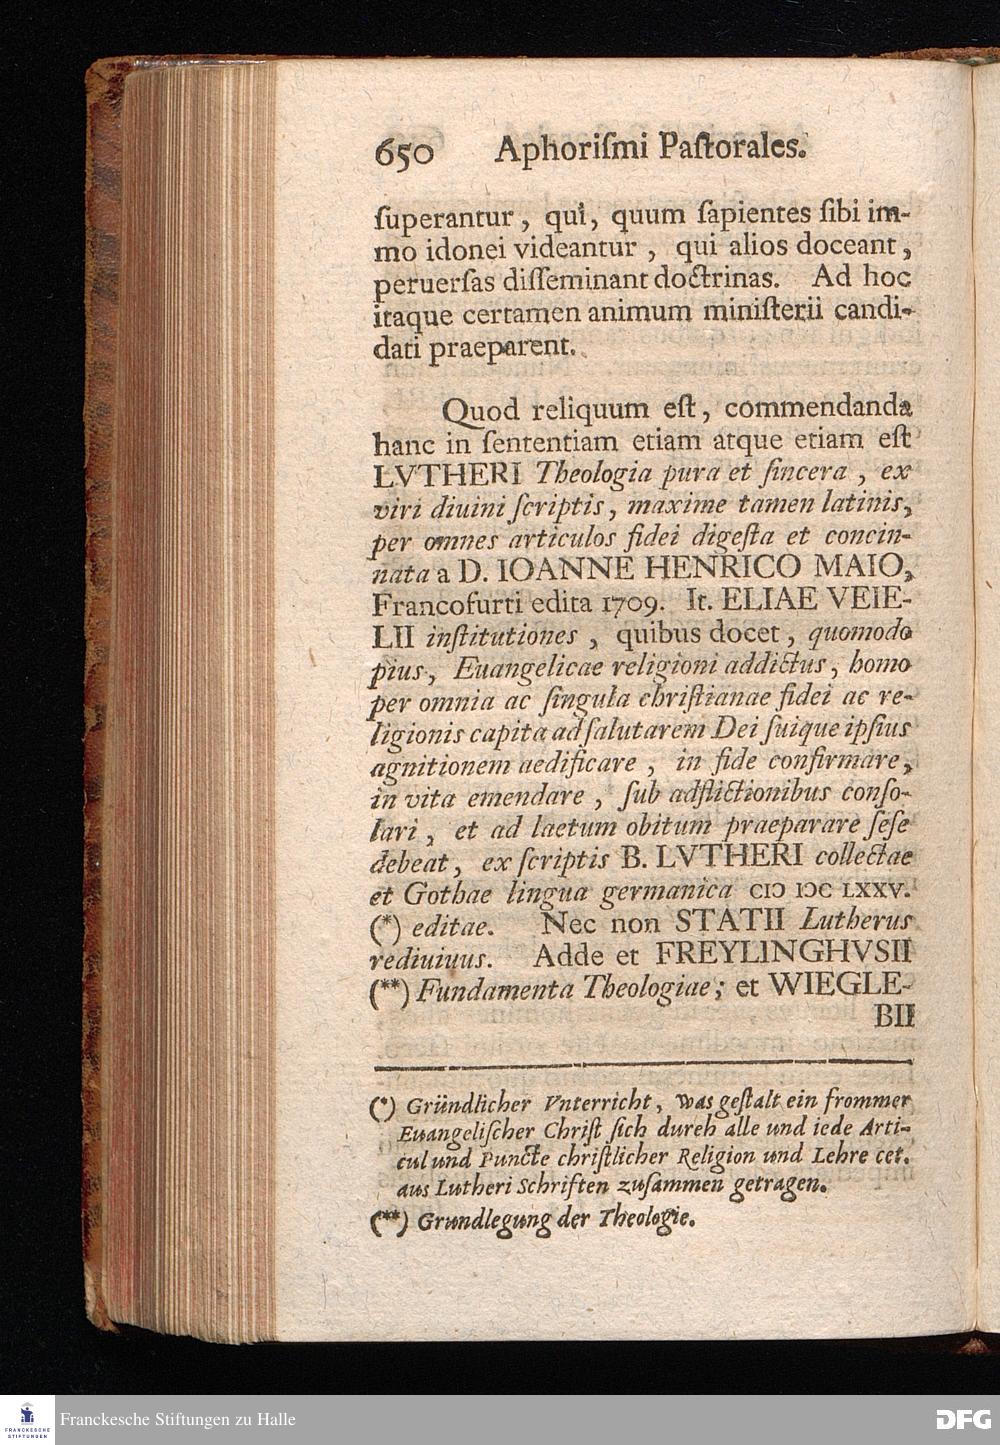 650 Aphoriſmi Paſtorales.
ſuperantur, qui, quum ſapientes ſibi im-
mo idonei videantur, qui alios doceant,
peruerſas diſſeminant doctrinas. Ad hoc
itaque certamen animum miniſterii candi-
dati praeparent.
Quod reliquum eſt, commendanda
hanc in ſententiam etiam atque etiam eſt
LVTHERI Theologia pura et ſincera, ex
viri diuini ſcriptis, maxime tamen latinis,
per omnes articulos fidei digeſta et concin-
nata a D. IOANNE HENRICO MAIO,
Francofurti edita 1709. It. ELIAE VEIE-
LII inſtitutiones, quibus docet, quomodo
pius, Euangelicae religioni addictus, homo
per omnia ac ſingula chriſtianae fidei ac re-
ligionis capita ad ſalutarem Dei ſuique ipſius
agnitionem aedificare, in fide confirmare,
in vita emendare, ſub adflictionibus conſo-
lari, et ad laetum obitum praeparare ſeſe
debeat, ex ſcriptis B. LVTHERI collectae
et Gothae lingua germanica CIↃ IↃC LXXV.
(*) editae. Nec non STATII Lutherus
rediuiuus. Adde et FREYLINGHVSII
(**) Fundamenta Theologiae; et WIEGLE-
BII
(*) Gründlicher Vnterricht, was geſtalt ein frommer
Euangeliſcher Chriſt ſich durch alle und iede Arti-
cul und Puncte chriſtlicher Religion und Lehre cet.
aus Lutheri Schriften zuſammen getragen.
(**) Grundlegung der Theologie.
FRANCKESCHE
STIFTUNGEN
Franckesche Stiftungen zu Halle
DFG